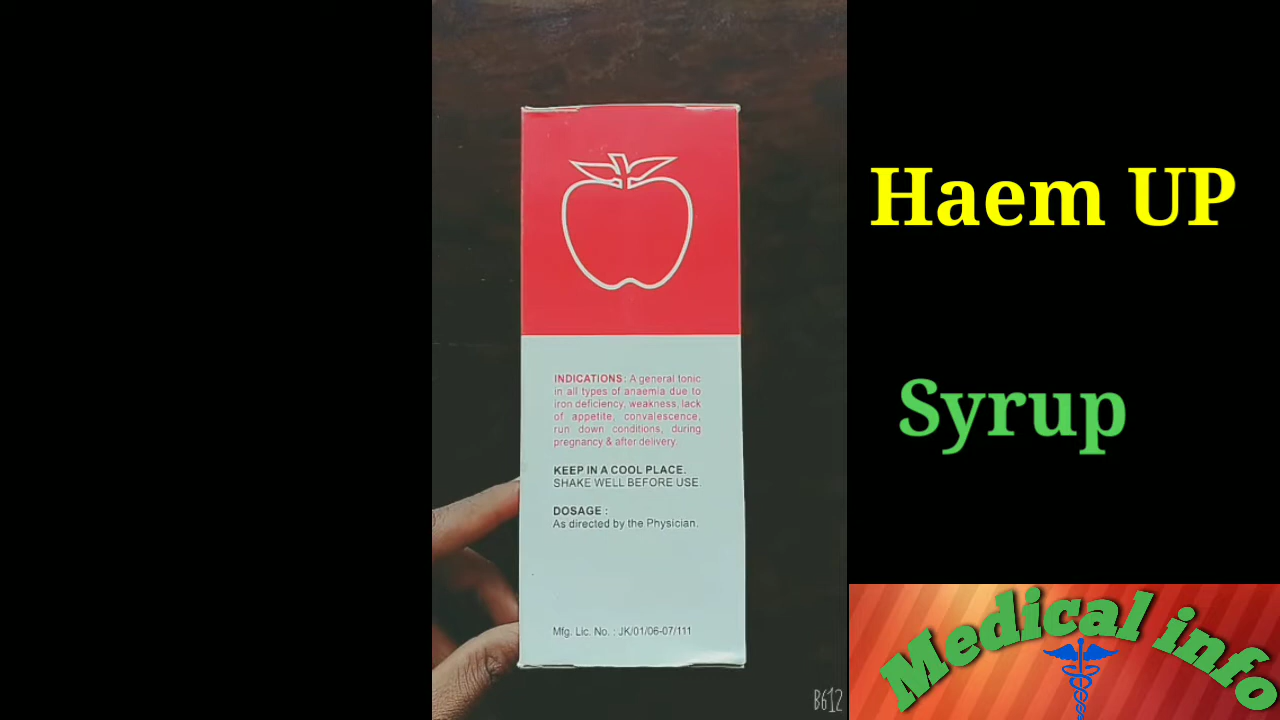 INDICATIONS: A general tonic
in all types of anaemia due to
iron deficiency, weakness, lack
of appetite, convalescence,
run down conditions, during
pregnancy & after delivery.
KEEP IN A COOL PLACE.
SHAKE WELL BEFORE USE.
DOSAGE :
As directed by the Physician.
Mfg. Lic. No. : JK/01/06-07/111
B612
Haem UP
Syrup
Medical info